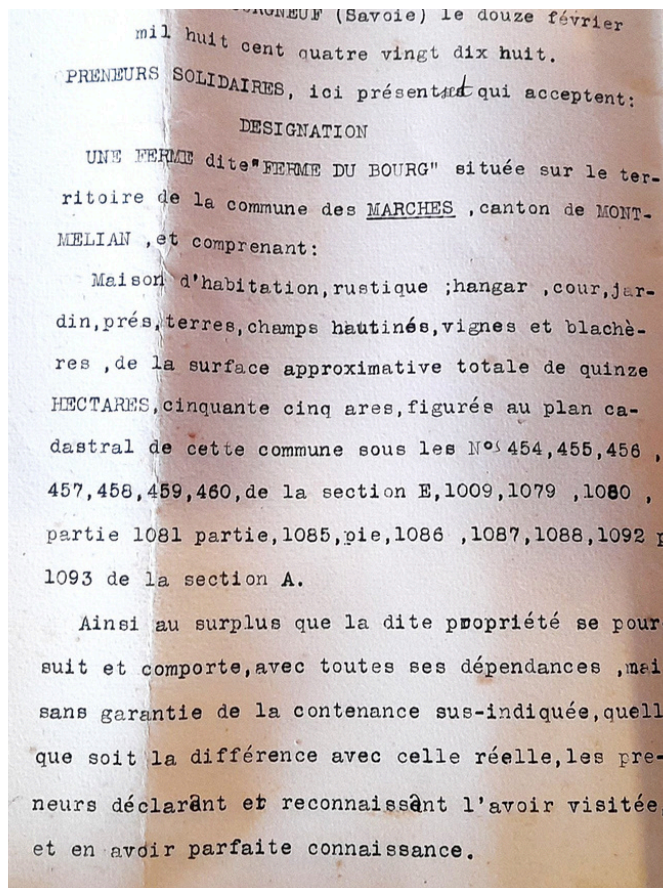 (Savoie) le douze février
mil huit cent quatre vingt dix huit.
PRENEURS SOLIDAIRES, ici présents et qui acceptent:
DESIGNATION
UNE FERME dite"FERME DU BOURG" située sur le ter-
ritoire de la commune des MARCHES ,canton de MONT-
MELIAN ,et comprenant:
Maison d'habitation,rustique ;hangar ,cour,jar-
din,prés,terres,champs hautinés,vignes et blachè-
res ,de la surface approximative totale de quinze
HECTARES,cinquante cinq ares,figurés au plan ca-
dastral de cette commune sous les Nos 454,455,456 ,
457,458,459,460,de la section E,1009,1079 ,1080 ,
partie 1081 partie,1085,pie,1086 ,1087,1088,1092 p
1093 de la section A.
Ainsi au surplus que la dite propriété se pour
suit et comporte,avec toutes ses dépendances ,mai
sans garantie de la contenance sus-indiquée,quell
que soit la différence avec celle réelle,les pre-
neurs déclarant et reconnaissant l'avoir visitée,
et en avoir parfaite connaissance.